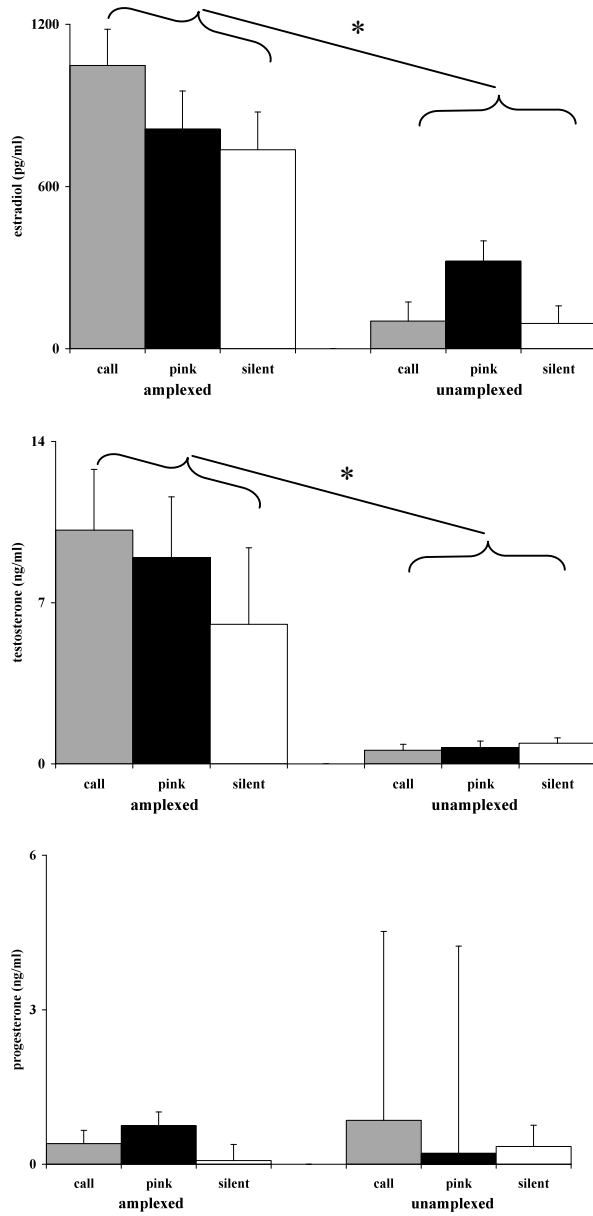 1200
*
estradiol (pg/ml)
600
0
call pink silent call pink silent
amplexed unamplexed
14
*
testosterone (ng/ml)
7
0
call pink silent call pink silent
amplexed unamplexed
6
progesterone (ng/ml)
3
0
call pink silent call pink silent
amplexed unamplexed